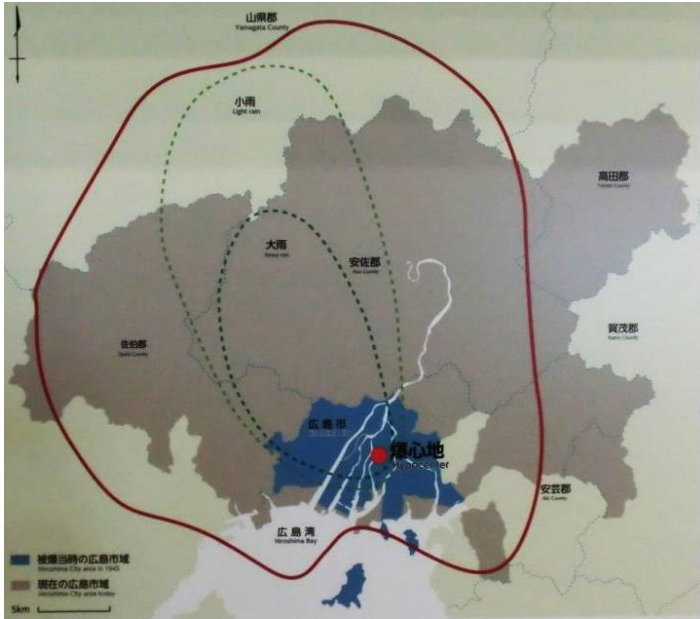 山県郡
Yamagata County
小雨
Light rain
高田郡
Takata County
大雨
Heavy rain
安佐郡
Asa County
賀茂郡
Kamo County
佐伯郡
Saeki County
広島市
爆心地
Hypocenter
安芸郡
Aki County
広島湾
Hiroshima Bay
被爆当時の広島市域
Hiroshima City area in 1945
現在の広島市域
Hiroshima City area today
5km